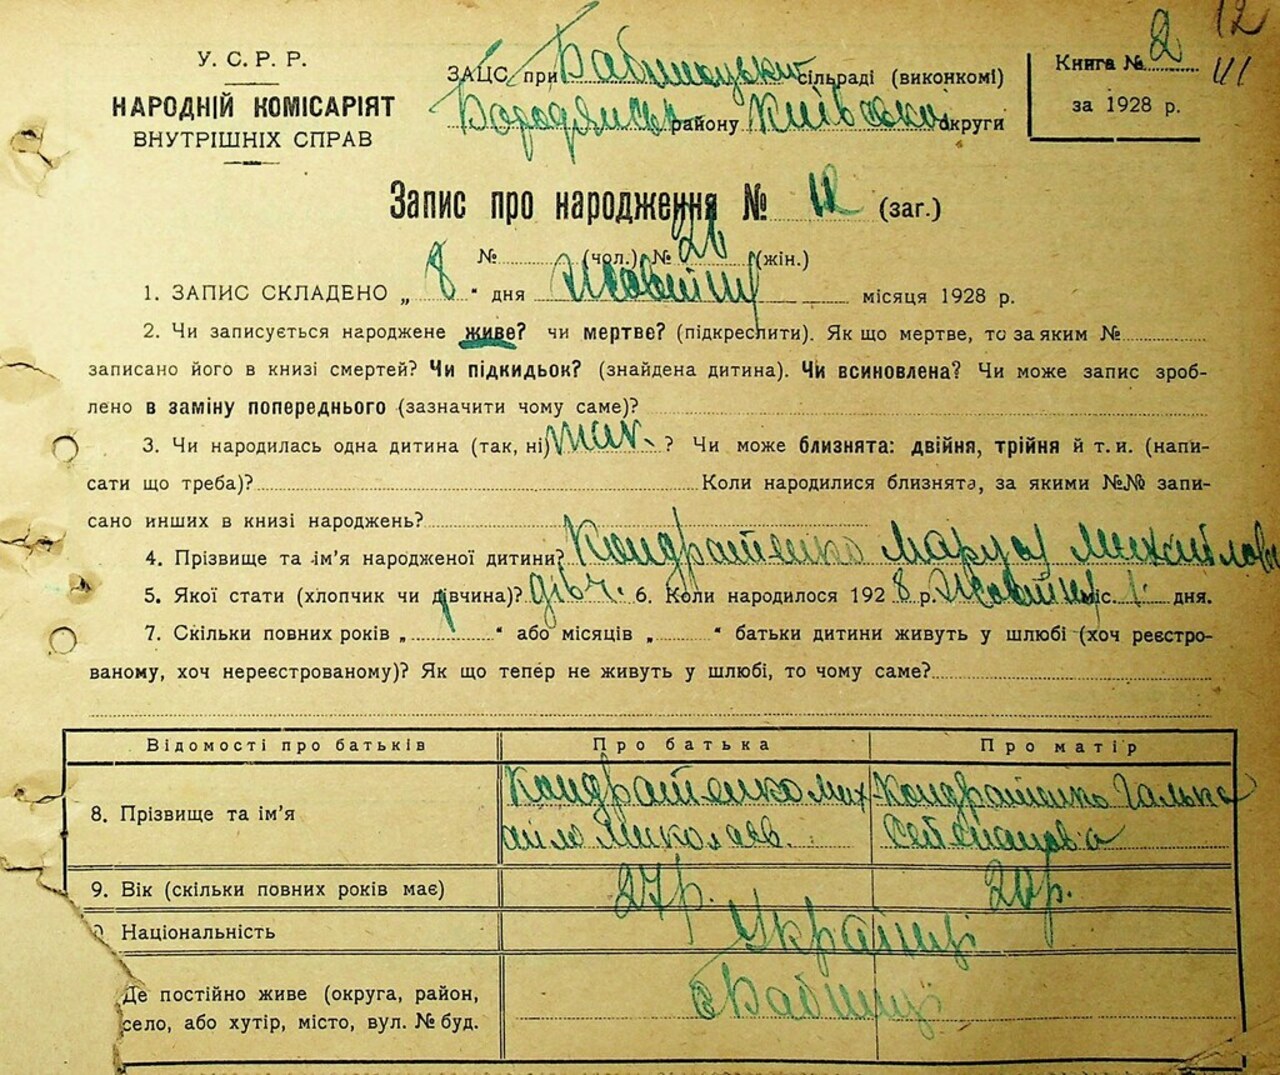 12
У. С. Р. Р.
НАРОДНІЙ КОМІСАРІЯТ
ВНУТРІШНІХ СПРАВ
ЗАЦС при Бабинецькій сільраді (виконкомі)
Бородянськ району Київської округи
Книга № 2
за 1928 р.
Запис про народження № 12 (заг.)
№ (чол.) № 26 (жін.)
1. ЗАПИС СКЛАДЕНО „ 8 “ дня Жовтня місяця 1928 р.
2. Чи записується народжене живе? чи мертве? (підкреслити). Як що мертве, то за яким №
записано його в книзі смертей? Чи підкидьок? (знайдена дитина). Чи всиновлена? Чи може запис зроб-
лено в заміну попереднього (зазначити чому саме)?
3. Чи народилась одна дитина (так, ні) так. ? Чи може близнята: двійня, трійня й т. и. (напи-
сати що треба)? Коли народилися близнята, за якими №№ запи-
сано инших в книзі народжень?
4. Прізвище та ім’я народженої дитини? Кондратенко Маруся Михайлов
5. Якої стати (хлопчик чи дівчина)? дівч. 6. Коли народилося 1928 р. Жовтня міс. 1. дня.
7. Скільки повних років „ “ або місяців „ “ батьки дитини живуть у шлюбі (хоч реєстро-
ваному, хоч нереєстрованому)? Як що тепер не живуть у шлюбі, то чому саме?
Відомості про батьків Про батька Про матір
8. Прізвище та ім’я Кондратенко Мих Кондратенко Галька
айло Миколаєв. Степанова
9. Вік (скільки повних років має) 27 р. 20 р.
Національність Українці
Де постійно живе (округа, район, с Бабинці
село, або хутір, місто, вул. № буд.